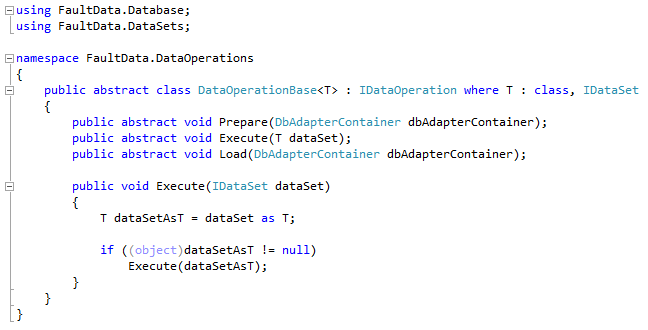 using FaultData.Database;
using FaultData.DataSets;

namespace FaultData.DataOperations
{
    public abstract class DataOperationBase<T> : IDataOperation where T : class, IDataSet
    {
        public abstract void Prepare(DbAdapterContainer dbAdapterContainer);
        public abstract void Execute(T dataSet);
        public abstract void Load(DbAdapterContainer dbAdapterContainer);

        public void Execute(IDataSet dataSet)
        {
            T dataSetAsT = dataSet as T;

            if ((object)dataSetAsT != null)
                Execute(dataSetAsT);
        }
    }
}